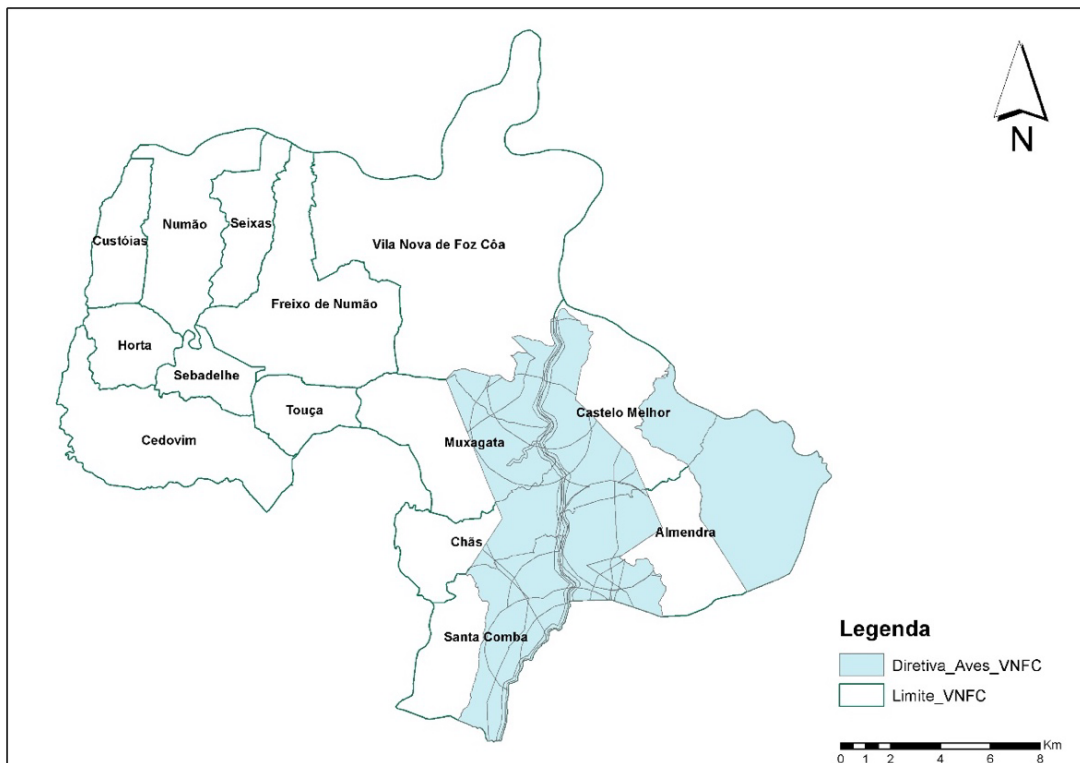 N
Numão
Seixas
Custóias
Vila Nova de Foz Côa
Freixo de Numão
Horta
Sebadelhe
Touça
Castelo Melhor
Cedovim
Muxagata
Almendra
Chãs
Santa Comba
Legenda
Diretiva_Aves_VNFC
Limite_VNFC
Km
0 1 2 4 6 8